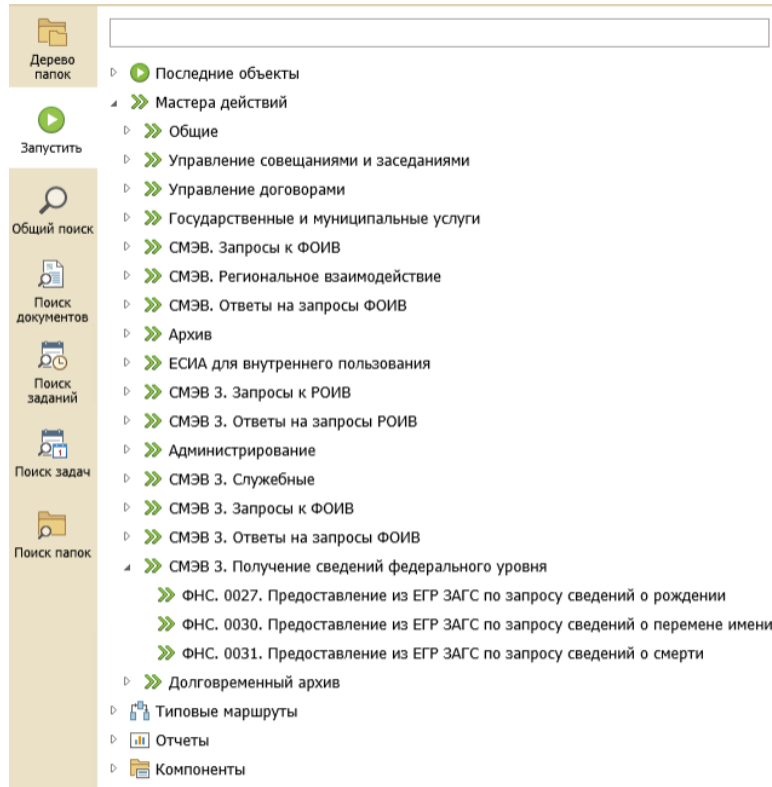 Дерево
папок
Запустить
Общий поиск
Поиск
документов
Поиск
заданий
Поиск задач
Поиск папок
Последние объекты
Мастера действий
Общие
Управление совещаниями и заседаниями
Управление договорами
Государственные и муниципальные услуги
СМЭВ. Запросы к ФОИВ
СМЭВ. Региональное взаимодействие
СМЭВ. Ответы на запросы ФОИВ
Архив
ЕСИА для внутреннего пользования
СМЭВ 3. Запросы к РОИВ
СМЭВ 3. Ответы на запросы РОИВ
Администрирование
СМЭВ 3. Служебные
СМЭВ 3. Запросы к ФОИВ
СМЭВ 3. Ответы на запросы ФОИВ
СМЭВ 3. Получение сведений федерального уровня
ФНС. 0027. Предоставление из ЕГР ЗАГС по запросу сведений о рождении
ФНС. 0030. Предоставление из ЕГР ЗАГС по запросу сведений о перемене имени
ФНС. 0031. Предоставление из ЕГР ЗАГС по запросу сведений о смерти
Долговременный архив
Типовые маршруты
Отчеты
Компоненты